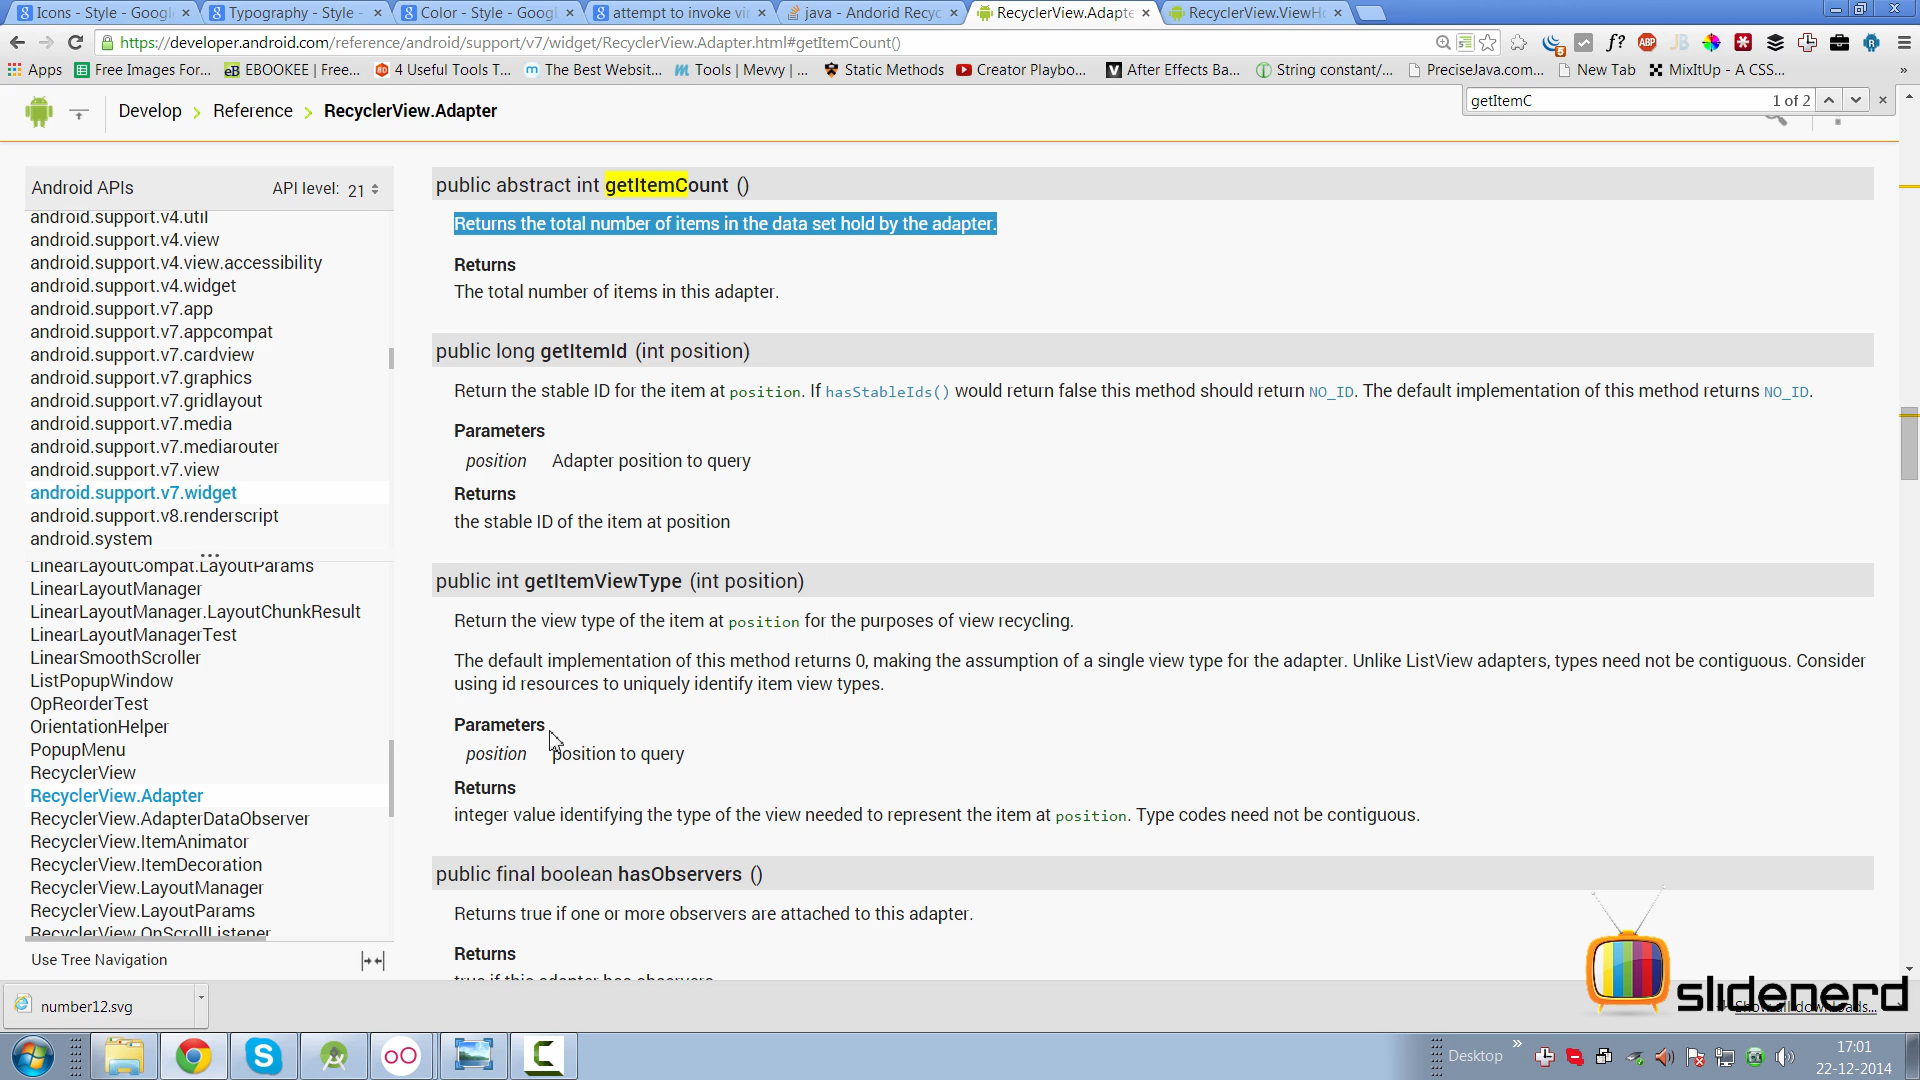 Icons - Style - Google
Typography - Style -
Color - Style - Googl
attempt to invoke vi
java - Andorid Recyc
RecyclerView.Adapte
RecyclerView.ViewH
https://developer.android.com/reference/android/support/v7/widget/RecyclerView.Adapter.html#getItemCount()
Apps
Free Images For...
EBOOKEE | Free...
4 Useful Tools T...
The Best Websit...
Tools | Mevvy | ...
Static Methods
Creator Playbo...
After Effects Ba...
String constant/...
PreciseJava.com...
New Tab
MixItUp - A CSS...
Develop
Reference
RecyclerView.Adapter
getItemC
1 of 2
Android APIs
API level: 21
android.support.v4.util
android.support.v4.view
android.support.v4.view.accessibility
android.support.v4.widget
android.support.v7.app
android.support.v7.appcompat
android.support.v7.cardview
android.support.v7.graphics
android.support.v7.gridlayout
android.support.v7.media
android.support.v7.mediarouter
android.support.v7.view
android.support.v7.widget
android.support.v8.renderscript
android.system
LinearLayoutCompat.LayoutParams
LinearLayoutManager
LinearLayoutManager.LayoutChunkResult
LinearLayoutManagerTest
LinearSmoothScroller
ListPopupWindow
OpReorderTest
OrientationHelper
PopupMenu
RecyclerView
RecyclerView.Adapter
RecyclerView.AdapterDataObserver
RecyclerView.ItemAnimator
RecyclerView.ItemDecoration
RecyclerView.LayoutManager
RecyclerView.LayoutParams
RecyclerView.OnScrollListener
Use Tree Navigation
public abstract int getItemCount ()
Returns the total number of items in the data set hold by the adapter.
Returns
The total number of items in this adapter.
public long getItemId (int position)
Return the stable ID for the item at position. If hasStableIds() would return false this method should return NO_ID. The default implementation of this method returns NO_ID.
Parameters
position Adapter position to query
Returns
the stable ID of the item at position
public int getItemViewType (int position)
Return the view type of the item at position for the purposes of view recycling.
The default implementation of this method returns 0, making the assumption of a single view type for the adapter. Unlike ListView adapters, types need not be contiguous. Consider
using id resources to uniquely identify item view types.
Parameters
position position to query
Returns
integer value identifying the type of the view needed to represent the item at position. Type codes need not be contiguous.
public final boolean hasObservers ()
Returns true if one or more observers are attached to this adapter.
Returns
true if this adapter has observers
slidenerd
number12.svg
Show all downloads...
Desktop
17:01
22-12-2014